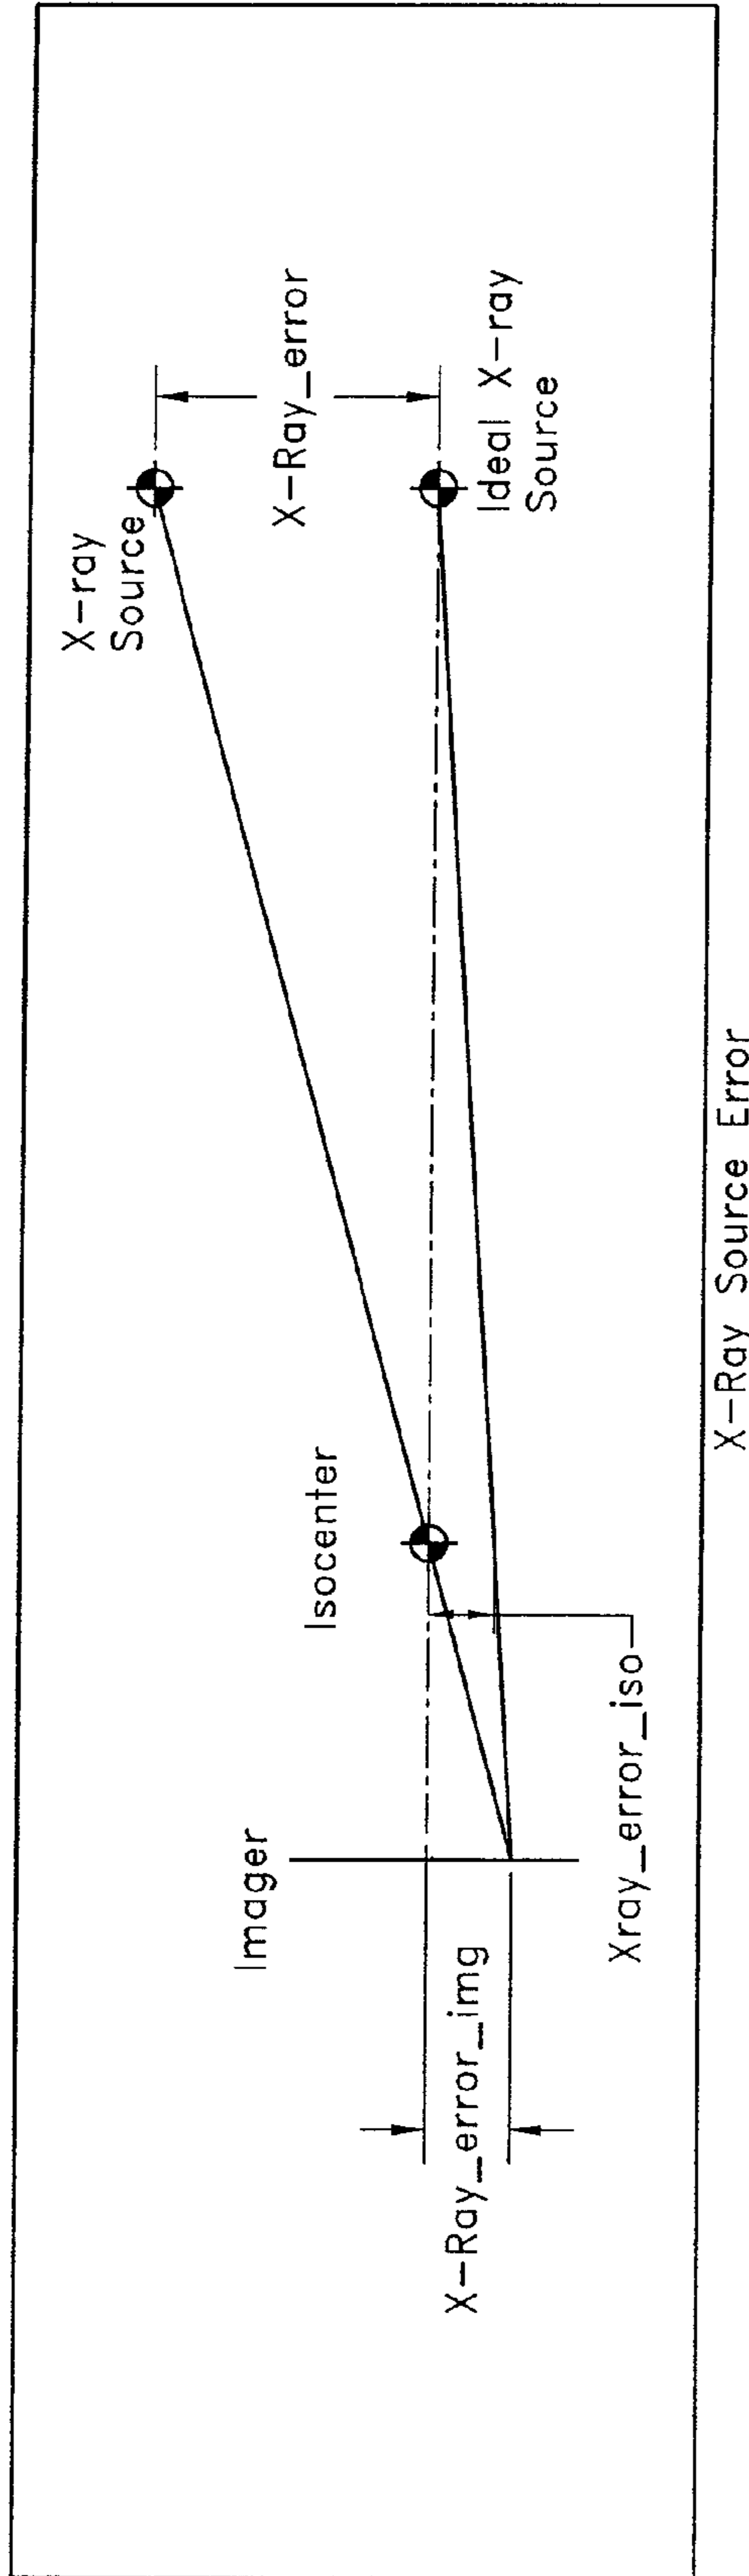 X-ray
Source
X-Ray_error
Ideal X-ray
Source
Isocenter
Imager
X-Ray_error_img
Xray_error_iso
X-Ray Source Error